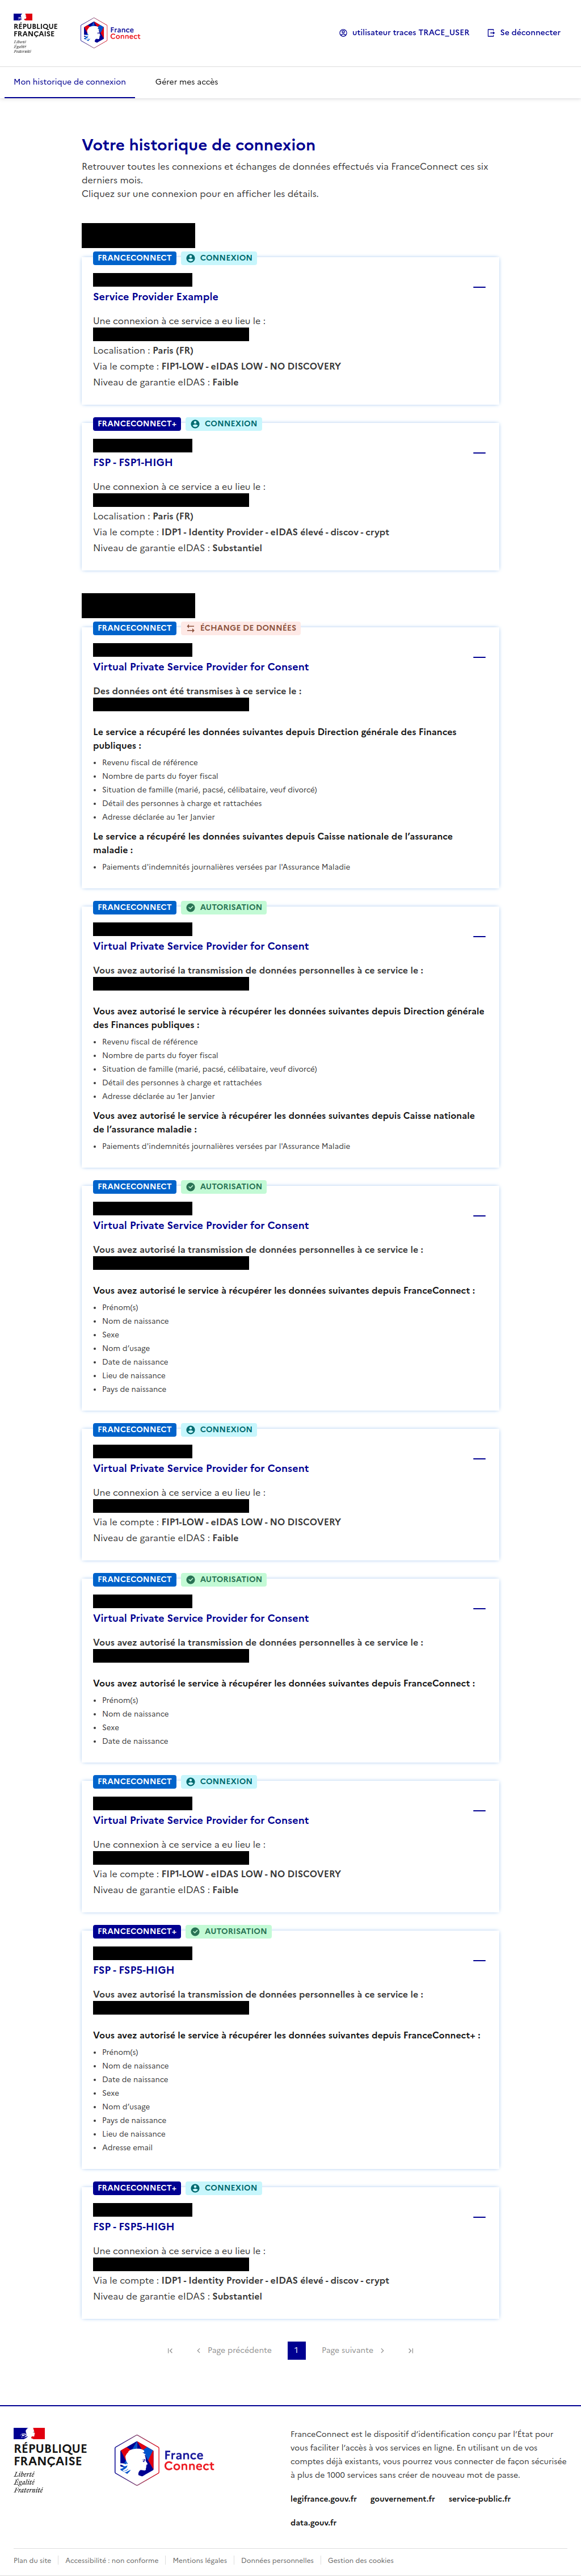 RÉPUBLIQUE
FRANÇAISE
Liberté
Égalité
Fraternité
France
Connect
utilisateur traces TRACE_USER
Se déconnecter
Mon historique de connexion
Gérer mes accès
Votre historique de connexion
Retrouver toutes les connexions et échanges de données effectués via FranceConnect ces six
derniers mois.
Cliquez sur une connexion pour en afficher les détails.
FRANCECONNECT
CONNEXION
Service Provider Example
Une connexion à ce service a eu lieu le :
Localisation : Paris (FR)
Via le compte : FIP1-LOW - eIDAS LOW - NO DISCOVERY
Niveau de garantie eIDAS : Faible
FRANCECONNECT+
CONNEXION
FSP - FSP1-HIGH
Une connexion à ce service a eu lieu le :
Localisation : Paris (FR)
Via le compte : IDP1 - Identity Provider - eIDAS élevé - discov - crypt
Niveau de garantie eIDAS : Substantiel
FRANCECONNECT
ÉCHANGE DE DONNÉES
Virtual Private Service Provider for Consent
Des données ont été transmises à ce service le :
Le service a récupéré les données suivantes depuis Direction générale des Finances
publiques :
• Revenu fiscal de référence
• Nombre de parts du foyer fiscal
• Situation de famille (marié, pacsé, célibataire, veuf divorcé)
• Détail des personnes à charge et rattachées
• Adresse déclarée au 1er Janvier
Le service a récupéré les données suivantes depuis Caisse nationale de l'assurance
maladie :
• Paiements d'indemnités journalières versées par l'Assurance Maladie
FRANCECONNECT
AUTORISATION
Virtual Private Service Provider for Consent
Vous avez autorisé la transmission de données personnelles à ce service le :
Vous avez autorisé le service à récupérer les données suivantes depuis Direction générale
des Finances publiques :
• Revenu fiscal de référence
• Nombre de parts du foyer fiscal
• Situation de famille (marié, pacsé, célibataire, veuf divorcé)
• Détail des personnes à charge et rattachées
• Adresse déclarée au 1er Janvier
Vous avez autorisé le service à récupérer les données suivantes depuis Caisse nationale
de l'assurance maladie :
• Paiements d'indemnités journalières versées par l'Assurance Maladie
FRANCECONNECT
AUTORISATION
Virtual Private Service Provider for Consent
Vous avez autorisé la transmission de données personnelles à ce service le :
Vous avez autorisé le service à récupérer les données suivantes depuis FranceConnect :
• Prénom(s)
• Nom de naissance
• Sexe
• Nom d'usage
• Date de naissance
• Lieu de naissance
• Pays de naissance
FRANCECONNECT
CONNEXION
Virtual Private Service Provider for Consent
Une connexion à ce service a eu lieu le :
Via le compte : FIP1-LOW - eIDAS LOW - NO DISCOVERY
Niveau de garantie eIDAS : Faible
FRANCECONNECT
AUTORISATION
Virtual Private Service Provider for Consent
Vous avez autorisé la transmission de données personnelles à ce service le :
Vous avez autorisé le service à récupérer les données suivantes depuis FranceConnect :
• Prénom(s)
• Nom de naissance
• Sexe
• Date de naissance
FRANCECONNECT
CONNEXION
Virtual Private Service Provider for Consent
Une connexion à ce service a eu lieu le :
Via le compte : FIP1-LOW - eIDAS LOW - NO DISCOVERY
Niveau de garantie eIDAS : Faible
FRANCECONNECT+
AUTORISATION
FSP - FSP5-HIGH
Vous avez autorisé la transmission de données personnelles à ce service le :
Vous avez autorisé le service à récupérer les données suivantes depuis FranceConnect+ :
• Prénom(s)
• Nom de naissance
• Date de naissance
• Sexe
• Nom d'usage
• Pays de naissance
• Lieu de naissance
• Adresse email
FRANCECONNECT+
CONNEXION
FSP - FSP5-HIGH
Une connexion à ce service a eu lieu le :
Via le compte : IDP1 - Identity Provider - eIDAS élevé - discov - crypt
Niveau de garantie eIDAS : Substantiel
Page précédente
1
Page suivante
RÉPUBLIQUE
FRANÇAISE
Liberté
Égalité
Fraternité
France
Connect
FranceConnect est le dispositif d'identification conçu par l'État pour
vous faciliter l'accès à vos services en ligne. En utilisant un de vos
comptes déjà existants, vous pourrez vous connecter de façon sécurisée
à plus de 1000 services sans créer de nouveau mot de passe.
legifrance.gouv.fr
gouvernement.fr
service-public.fr
data.gouv.fr
Plan du site
Accessibilité : non conforme
Mentions légales
Données personnelles
Gestion des cookies